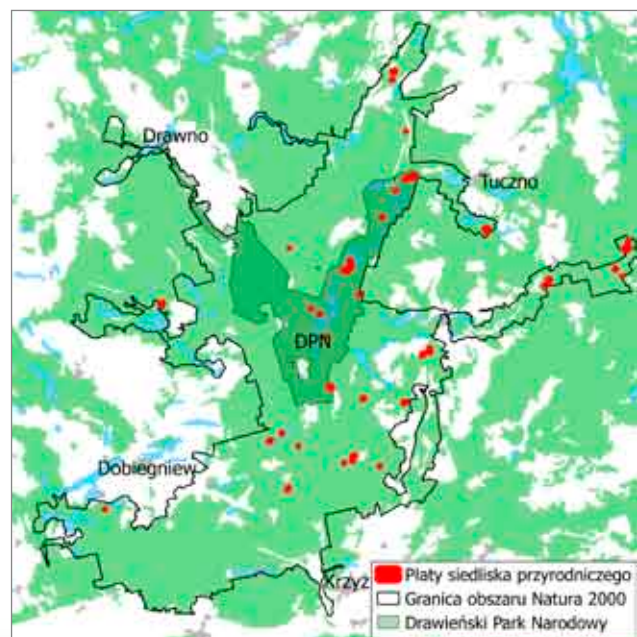 Drawno
Tuczno
DPN
Dobiegniew
Krzyż
Płaty siedliska przyrodniczego
Granica obszaru Natura 2000
Drawieński Park Narodowy